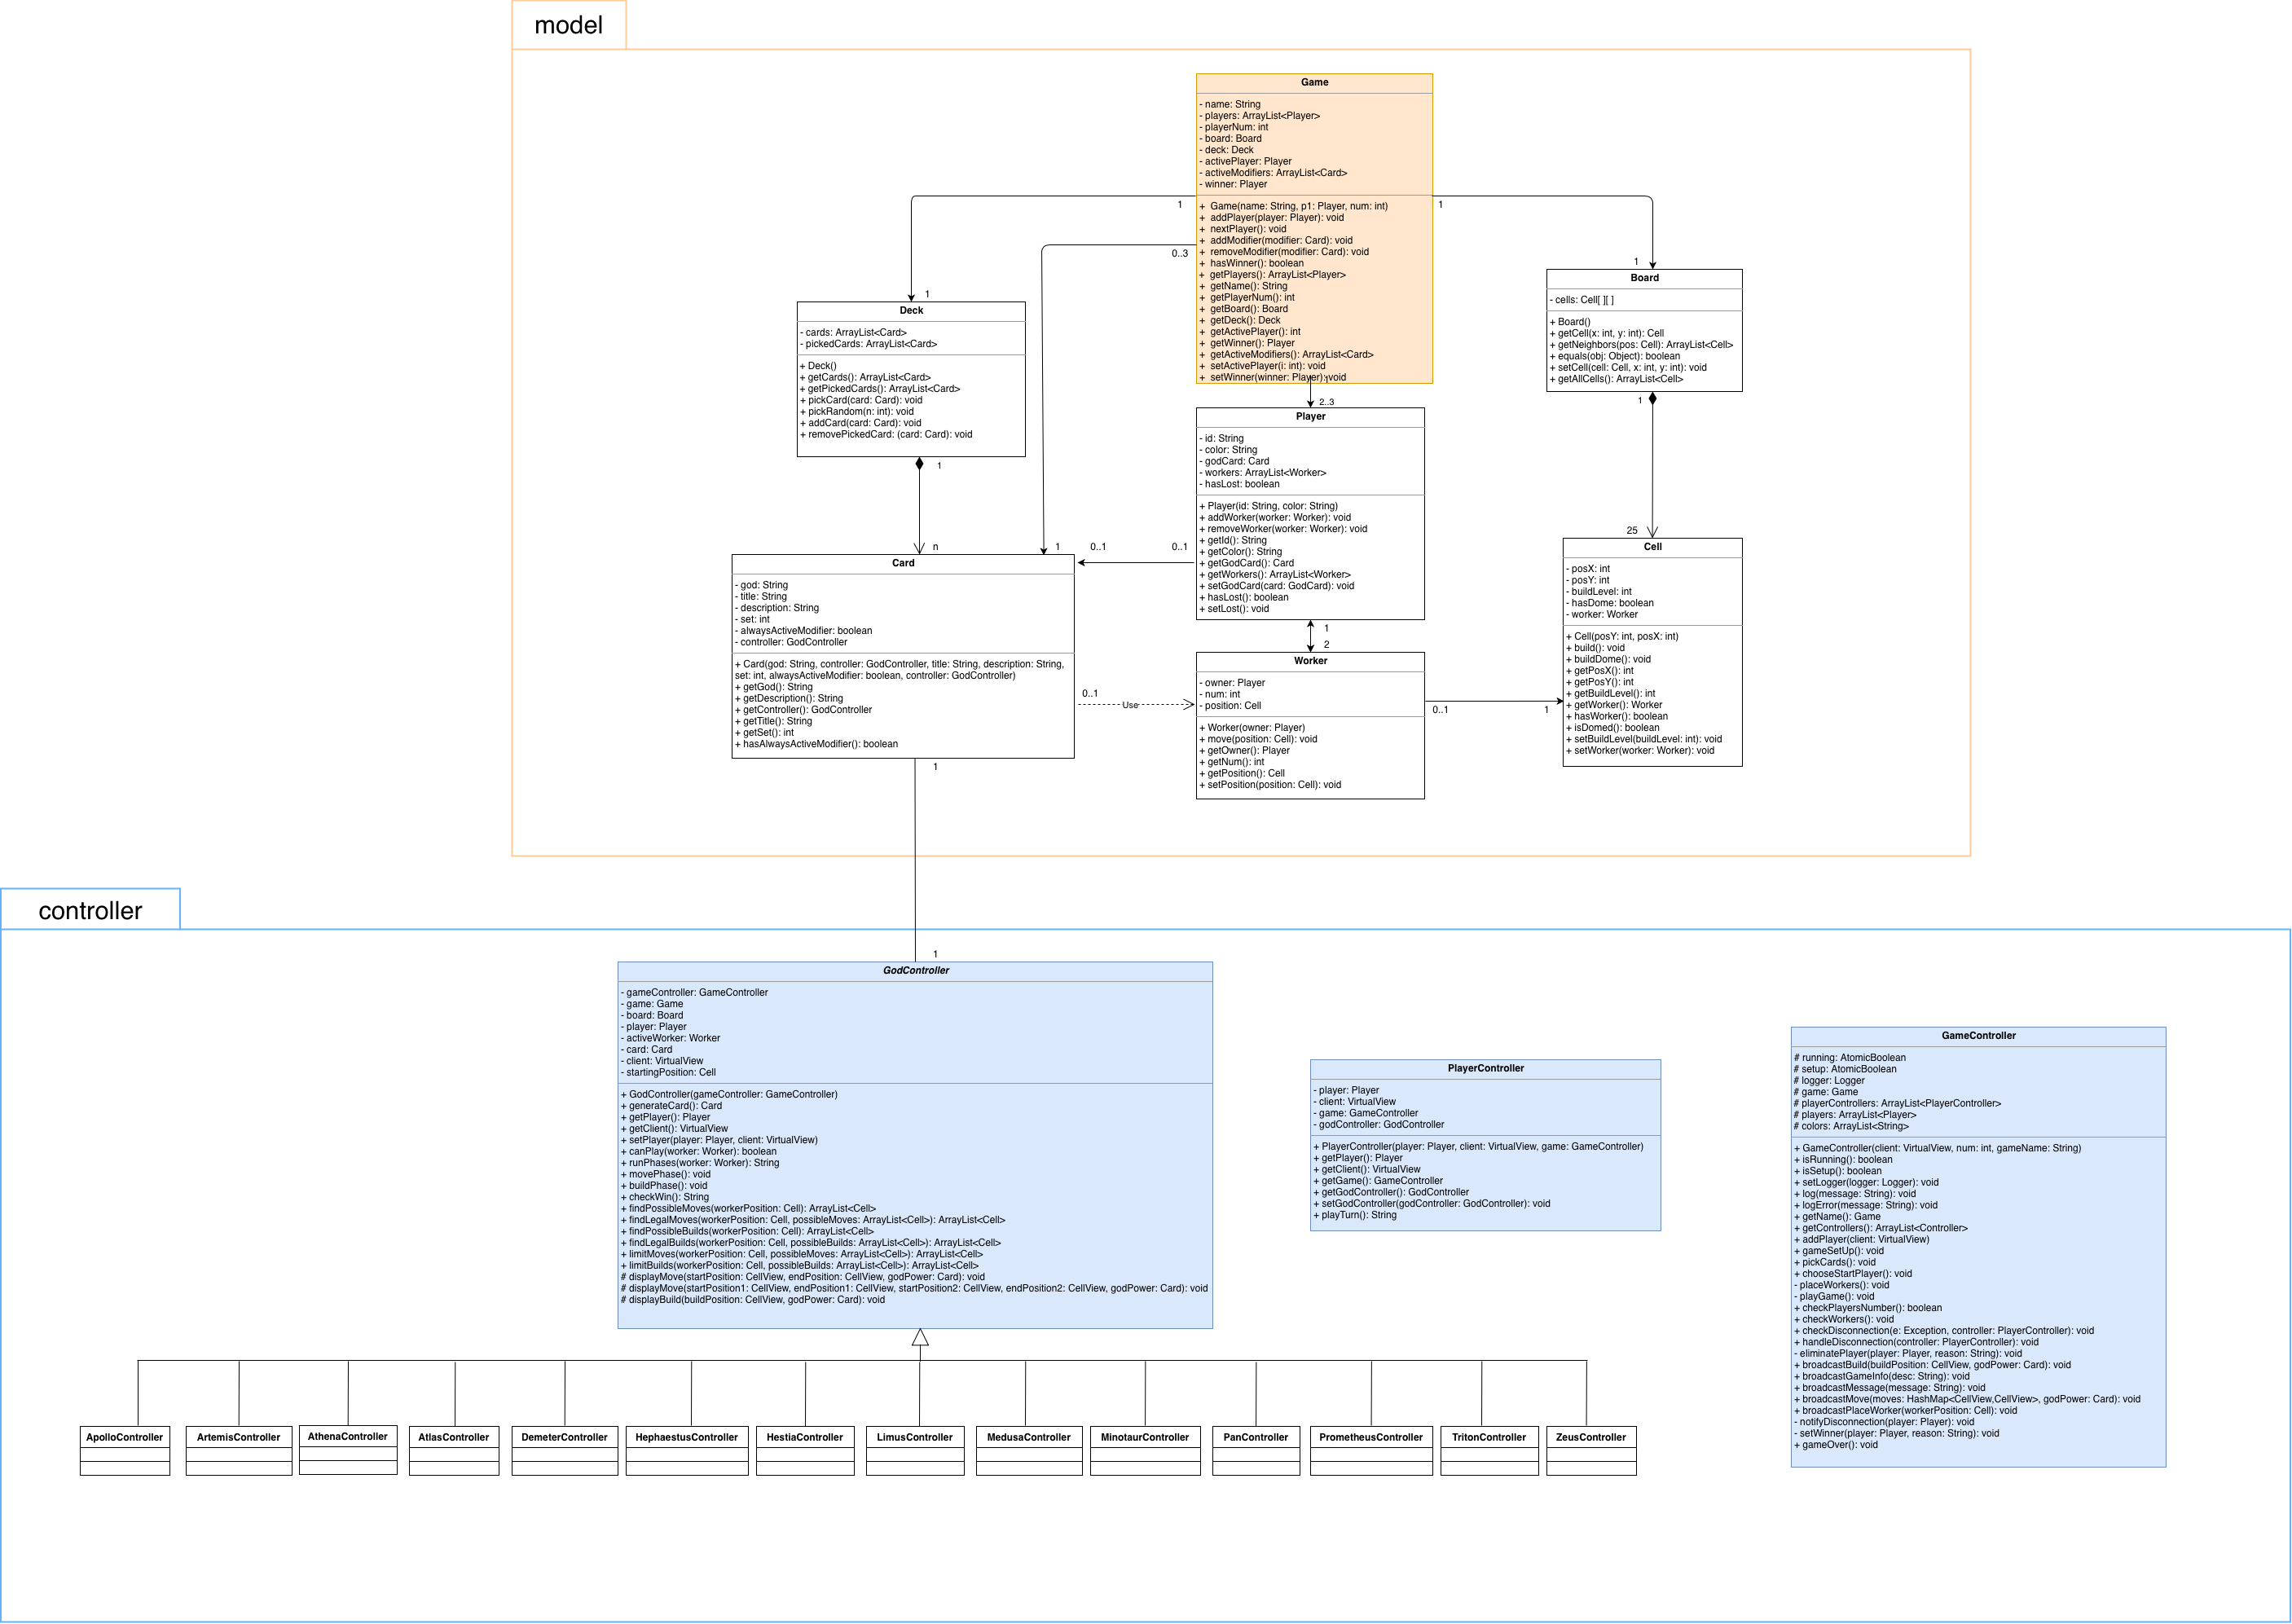 model
Game
- name: String
- players: ArrayList<Player>
- playerNum: int
- board: Board
- deck: Deck
- activePlayer: Player
- activeModifiers: ArrayList<Card>
- winner: Player
+ Game(name: String, p1: Player, num: int)
+ addPlayer(player: Player): void
+ nextPlayer(): void
+ addModifier(modifier: Card): void
+ removeModifier(modifier: Card): void
+ hasWinner(): boolean
+ getPlayers(): ArrayList<Player>
+ getName(): String
+ getPlayerNum(): int
+ getBoard(): Board
+ getDeck(): Deck
+ getActivePlayer(): int
+ getWinner(): Player
+ getActiveModifiers(): ArrayList<Card>
+ setActivePlayer(i: int): void
+ setWinner(winner: Player): void
1
1
0..3
1
1
1
2..3
Deck
- cards: ArrayList<Card>
- pickedCards: ArrayList<Card>
+ Deck()
+ getCards(): ArrayList<Card>
+ getPickedCards(): ArrayList<Card>
+ pickCard(card: Card): void
+ pickRandom(n: int): void
+ addCard(card: Card): void
+ removePickedCard: (card: Card): void
1
n
Board
- cells: Cell[ ][ ]
+ Board()
+ getCell(x: int, y: int): Cell
+ getNeighbors(pos: Cell): ArrayList<Cell>
+ equals(obj: Object): boolean
+ setCell(cell: Cell, x: int, y: int): void
+ getAllCells(): ArrayList<Cell>
1
25
Player
- id: String
- color: String
- godCard: Card
- workers: ArrayList<Worker>
- hasLost: boolean
+ Player(id: String, color: String)
+ addWorker(worker: Worker): void
+ removeWorker(worker: Worker): void
+ getId(): String
+ getColor(): String
+ getGodCard(): Card
+ getWorkers(): ArrayList<Worker>
+ setGodCard(card: GodCard): void
+ hasLost(): boolean
+ setLost(): void
1
0..1
0..1
1
2
Card
- god: String
- title: String
- description: String
- set: int
- alwaysActiveModifier: boolean
- controller: GodController
+ Card(god: String, controller: GodController, title: String, description: String,
set: int, alwaysActiveModifier: boolean, controller: GodController)
+ getGod(): String
+ getDescription(): String
+ getController(): GodController
+ getTitle(): String
+ getSet(): int
+ hasAlwaysActiveModifier(): boolean
0..1
Use
Worker
- owner: Player
- num: int
- position: Cell
+ Worker(owner: Player)
+ move(position: Cell): void
+ getOwner(): Player
+ getNum(): int
+ getPosition(): Cell
+ setPosition(position: Cell): void
0..1
1
Cell
- posX: int
- posY: int
- buildLevel: int
- hasDome: boolean
- worker: Worker
+ Cell(posY: int, posX: int)
+ build(): void
+ buildDome(): void
+ getPosX(): int
+ getPosY(): int
+ getBuildLevel(): int
+ getWorker(): Worker
+ hasWorker(): boolean
+ isDomed(): boolean
+ setBuildLevel(buildLevel: int): void
+ setWorker(worker: Worker): void
1
controller
1
GodController
- gameController: GameController
- game: Game
- board: Board
- player: Player
- activeWorker: Worker
- card: Card
- client: VirtualView
- startingPosition: Cell
+ GodController(gameController: GameController)
+ generateCard(): Card
+ getPlayer(): Player
+ getClient(): VirtualView
+ setPlayer(player: Player, client: VirtualView)
+ canPlay(worker: Worker): boolean
+ runPhases(worker: Worker): String
+ movePhase(): void
+ buildPhase(): void
+ checkWin(): String
+ findPossibleMoves(workerPosition: Cell): ArrayList<Cell>
+ findLegalMoves(workerPosition: Cell, possibleMoves: ArrayList<Cell>): ArrayList<Cell>
+ findPossibleBuilds(workerPosition: Cell): ArrayList<Cell>
+ findLegalBuilds(workerPosition: Cell, possibleBuilds: ArrayList<Cell>): ArrayList<Cell>
+ limitMoves(workerPosition: Cell, possibleMoves: ArrayList<Cell>): ArrayList<Cell>
+ limitBuilds(workerPosition: Cell, possibleBuilds: ArrayList<Cell>): ArrayList<Cell>
# displayMove(startPosition: CellView, endPosition: CellView, godPower: Card): void
# displayMove(startPosition1: CellView, endPosition1: CellView, startPosition2: CellView, endPosition2: CellView, godPower: Card): void
# displayBuild(buildPosition: CellView, godPower: Card): void
PlayerController
- player: Player
- client: VirtualView
- game: GameController
- godController: GodController
+ PlayerController(player: Player, client: VirtualView, game: GameController)
+ getPlayer(): Player
+ getClient(): VirtualView
+ getGame(): GameController
+ getGodController(): GodController
+ setGodController(godController: GodController): void
+ playTurn(): String
GameController
# running: AtomicBoolean
# setup: AtomicBoolean
# logger: Logger
# game: Game
# playerControllers: ArrayList<PlayerController>
# players: ArrayList<Player>
# colors: ArrayList<String>
+ GameController(client: VirtualView, num: int, gameName: String)
+ isRunning(): boolean
+ isSetup(): boolean
+ setLogger(logger: Logger): void
+ log(message: String): void
+ logError(message: String): void
+ getName(): Game
+ getControllers(): ArrayList<Controller>
+ addPlayer(client: VirtualView)
+ gameSetUp(): void
+ pickCards(): void
+ chooseStartPlayer(): void
- placeWorkers(): void
- playGame(): void
+ checkPlayersNumber(): boolean
+ checkWorkers(): void
+ checkDisconnection(e: Exception, controller: PlayerController): void
+ handleDisconnection(controller: PlayerController): void
- eliminatePlayer(player: Player, reason: String): void
+ broadcastBuild(buildPosition: CellView, godPower: Card): void
+ broadcastGameInfo(desc: String): void
+ broadcastMessage(message: String): void
+ broadcastMove(moves: HashMap<CellView,CellView>, godPower: Card): void
+ broadcastPlaceWorker(workerPosition: Cell): void
- notifyDisconnection(player: Player): void
- setWinner(player: Player, reason: String): void
+ gameOver(): void
ApolloController
ArtemisController
AthenaController
AtlasController
DemeterController
HephaestusController
HestiaController
LimusController
MedusaController
MinotaurController
PanController
PrometheusController
TritonController
ZeusController